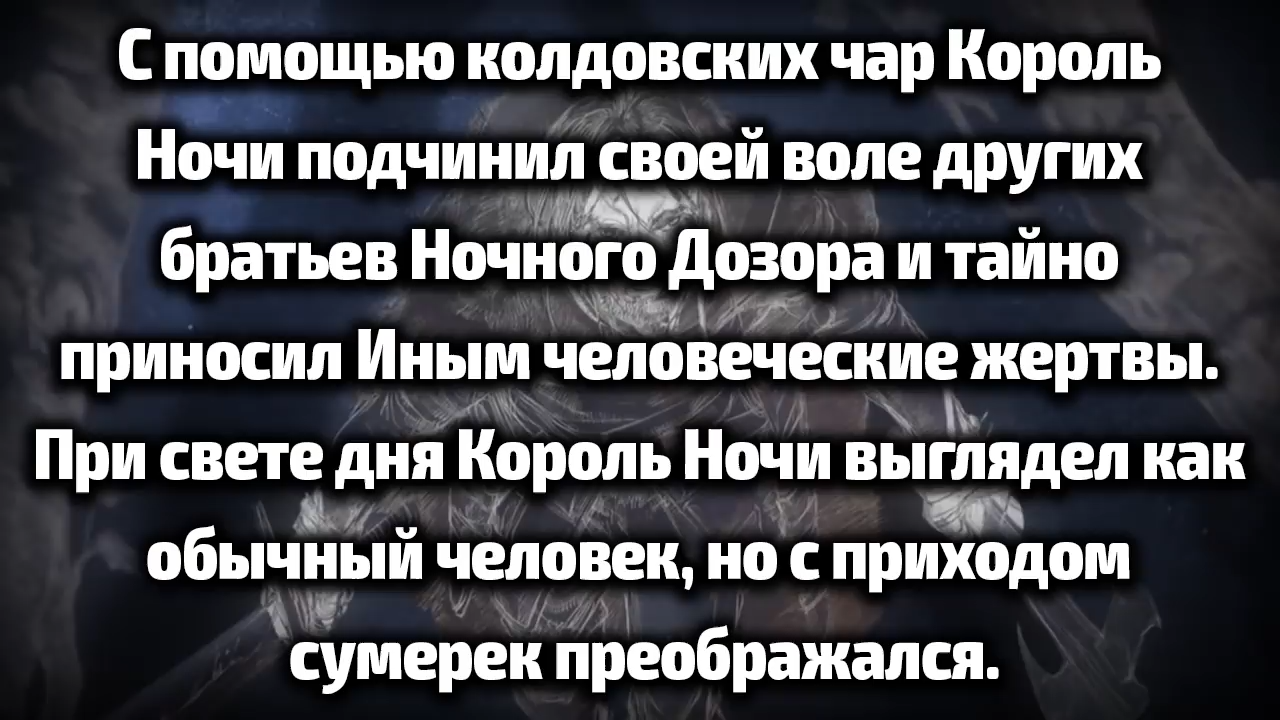 С помощью колдовских чар Король
Ночи подчинил своей воле других
братьев Ночного Дозора и тайно
приносил Иным человеческие жертвы.
При свете дня Король Ночи выглядел как
обычный человек, но с приходом
сумерек преображался.